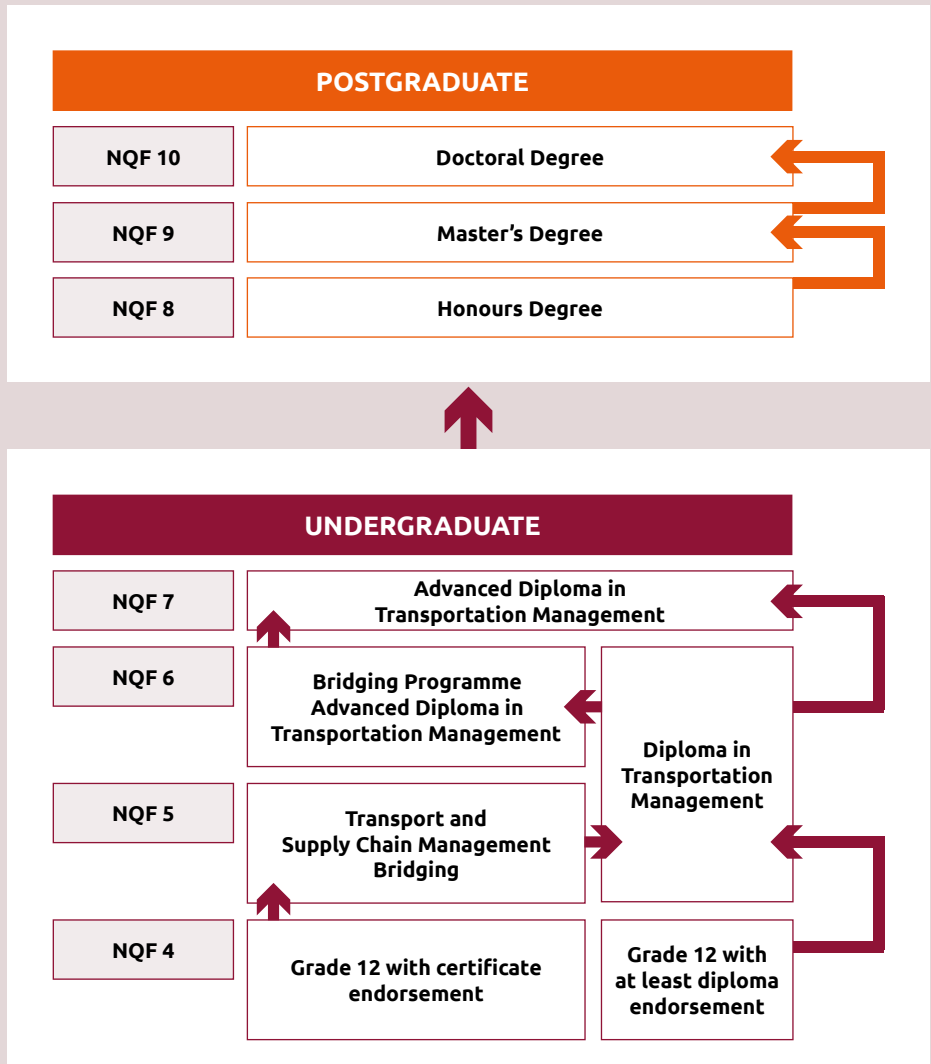 POSTGRADUATE
NQF 10
Doctoral Degree
NQF 9
Master’s Degree
NQF 8
Honours Degree
UNDERGRADUATE
NQF 7
Advanced Diploma in
Transportation Management
NQF 6
Bridging Programme
Advanced Diploma in
Transportation Management
Diploma in
Transportation
Management
NQF 5
Transport and
Supply Chain Management
Bridging
NQF 4
Grade 12 with certificate
endorsement
Grade 12 with
at least diploma
endorsement